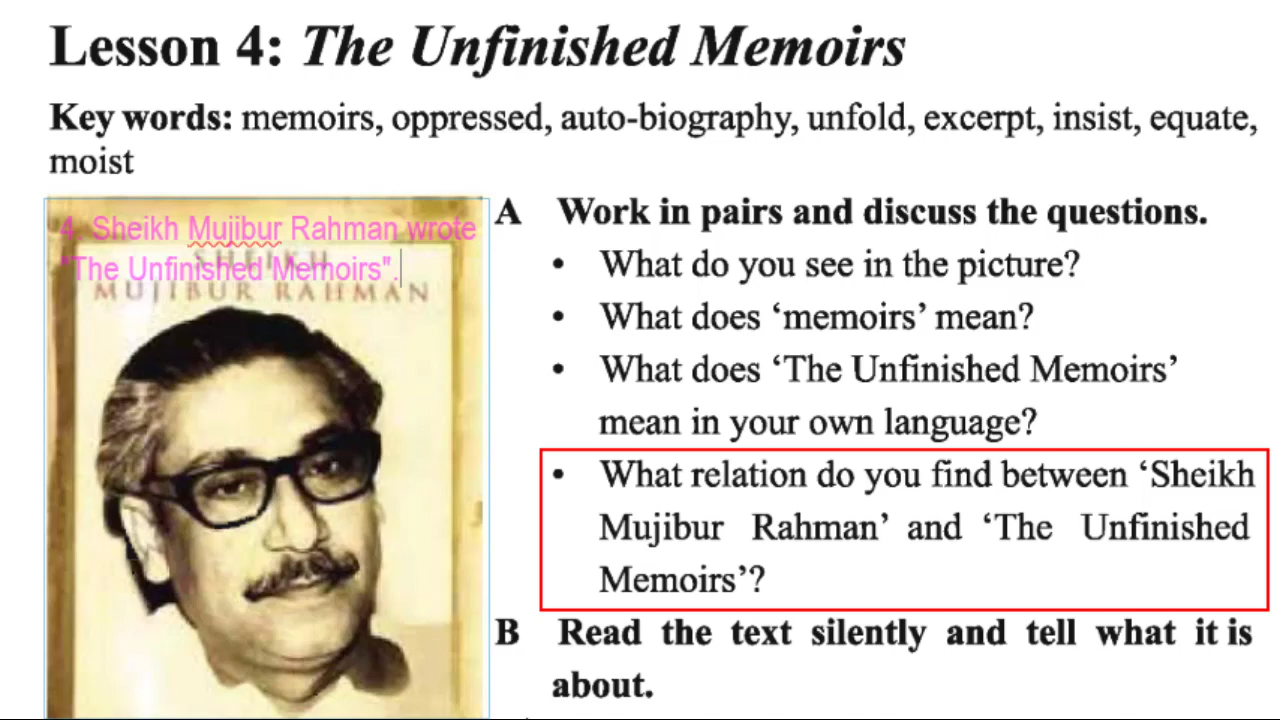 Lesson 4: The Unfinished Memoirs
Key words: memoirs, oppressed, auto-biography, unfold, excerpt, insist, equate,
moist
4. Sheikh Mujibur Rahman wrote
"The Unfinished Memoirs".
SHEIKH
MUJIBUR RAHMAN
A Work in pairs and discuss the questions.
• What do you see in the picture?
• What does ‘memoirs’ mean?
• What does ‘The Unfinished Memoirs’
mean in your own language?
• What relation do you find between ‘Sheikh
Mujibur Rahman’ and ‘The Unfinished
Memoirs’?
B Read the text silently and tell what it is
about.